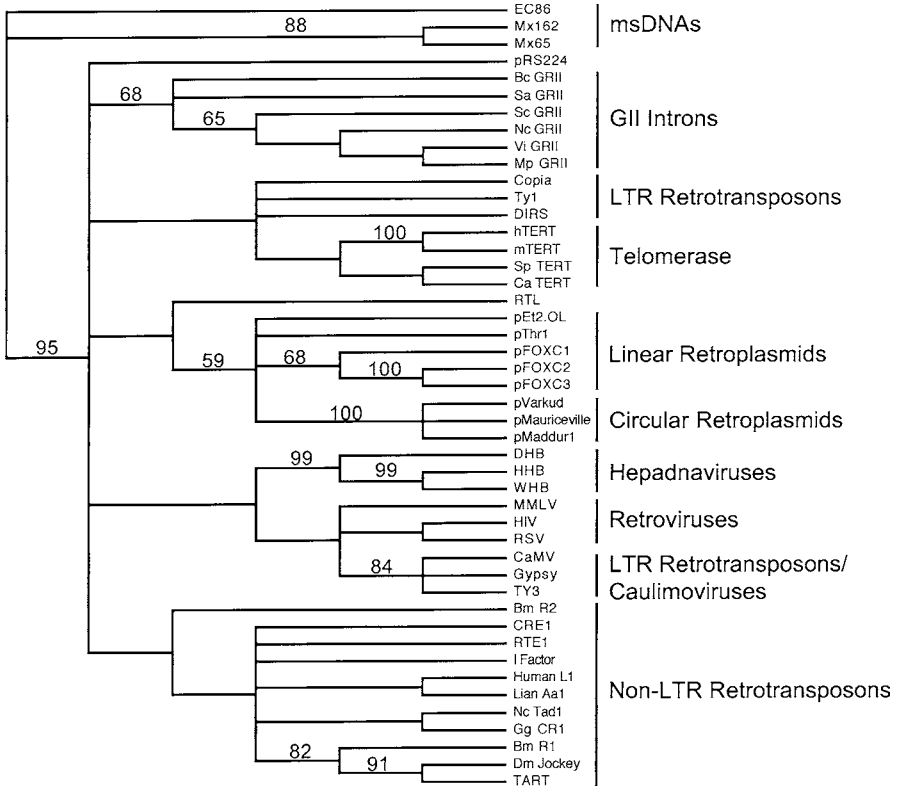 EC86
88
Mx162
Mx65
msDNAs
pRS224
68
Bc GRII
Sa GRII
65
Sc GRII
Nc GRII
Vi GRII
Mp GRII
GII Introns
Copia
Ty1
DIRS
LTR Retrotransposons
100
hTERT
mTERT
Sp TERT
Ca TERT
Telomerase
RTL
95
59
pEt2.OL
pThr1
68
pFOXC1
100
pFOXC2
pFOXC3
Linear Retroplasmids
100
pVarkud
pMauriceville
pMaddur1
Circular Retroplasmids
99
DHB
99
HHB
WHB
Hepadnaviruses
MMLV
HIV
RSV
Retroviruses
84
CaMV
Gypsy
TY3
LTR Retrotransposons/
Caulimoviruses
Bm R2
CRE1
RTE1
I Factor
Human L1
Lian Aa1
Nc Tad1
Gg CR1
82
Bm R1
91
Dm Jockey
TART
Non-LTR Retrotransposons